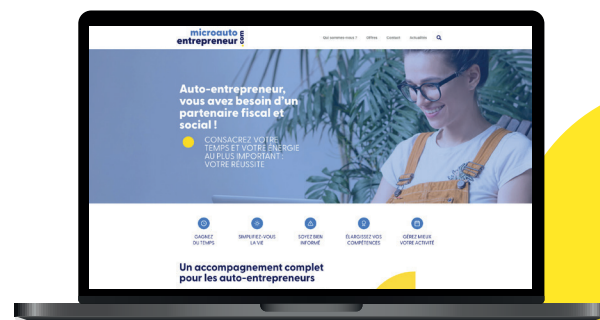 microauto
entrepreneur
.com
Qui sommes-nous ? Offres Contact Actualités
Auto-entrepreneur,
vous avez besoin d'un
partenaire fiscal et
social !
CONSACREZ VOTRE
TEMPS ET VOTRE ÉNERGIE
AU PLUS IMPORTANT :
VOTRE RÉUSSITE
GAGNEZ
DU TEMPS
SIMPLIFIEZ-VOUS
LA VIE
SOYEZ BIEN
INFORMÉ
ÉLARGISSEZ VOS
COMPÉTENCES
GÉREZ MIEUX
VOTRE ACTIVITÉ
Un accompagnement complet
pour les auto-entrepreneurs